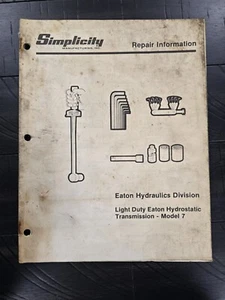 Simplicity
MANUFACTURING, INC.
Repair Information
Eaton Hydraulics Division
Light Duty Eaton Hydrostatic
Transmission - Model 7